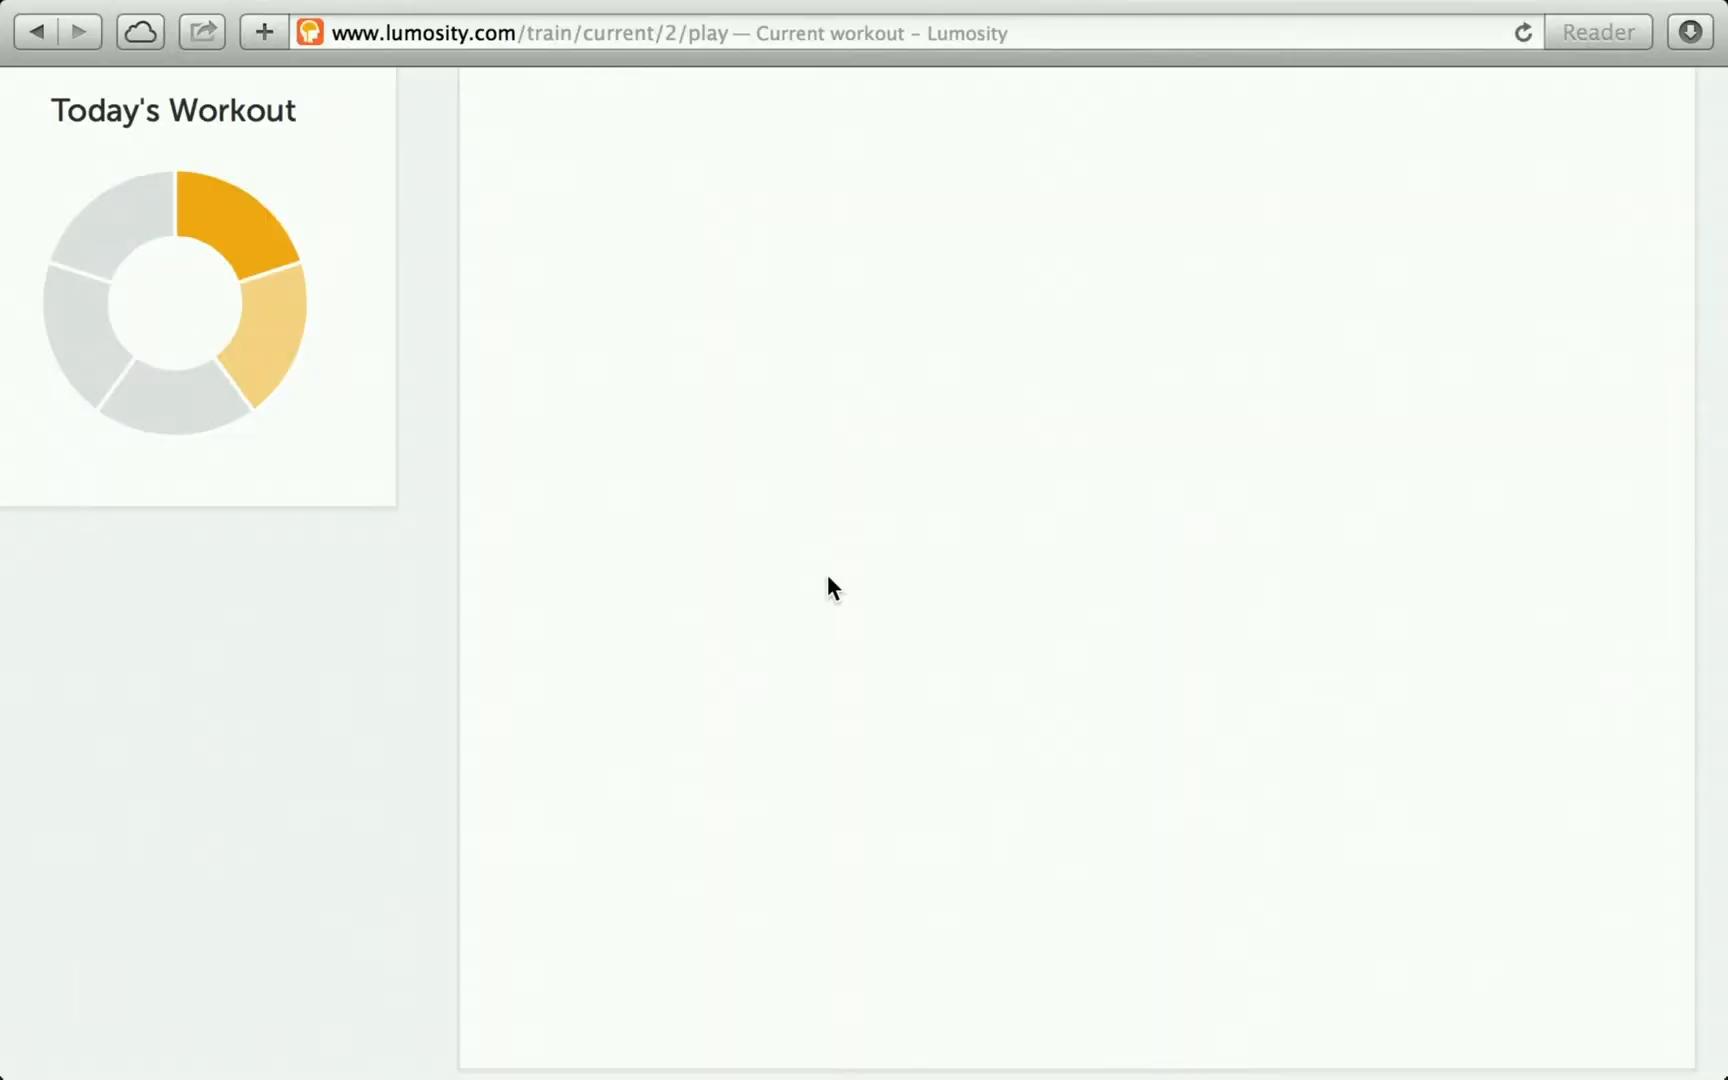 www.lumosity.com/train/current/2/play — Current workout – Lumosity
Reader
Today's Workout